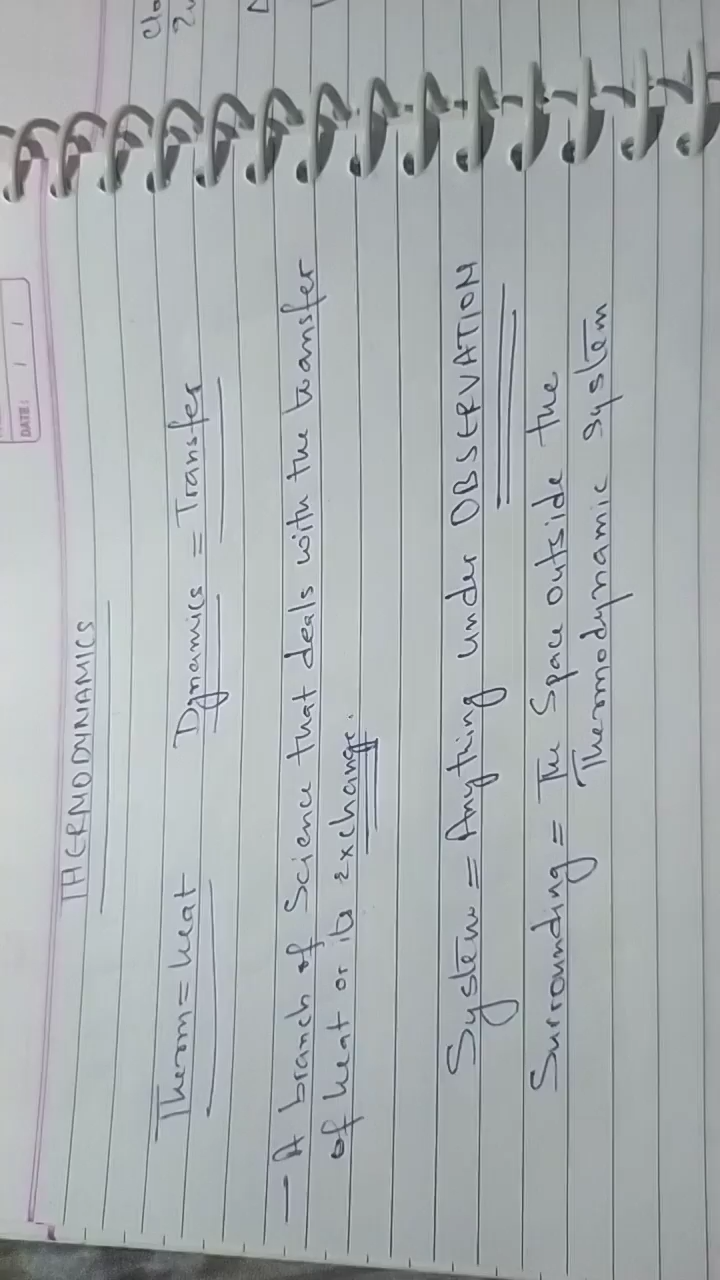 DATE: / /
THERMODYNAMICS
Therm = heat Dynamics = Transfer
— A branch of Science that deals with the transfer
of heat or its exchange.
System = Anything under OBSERVATION
Surrounding = The Space outside the
Thermodynamic system